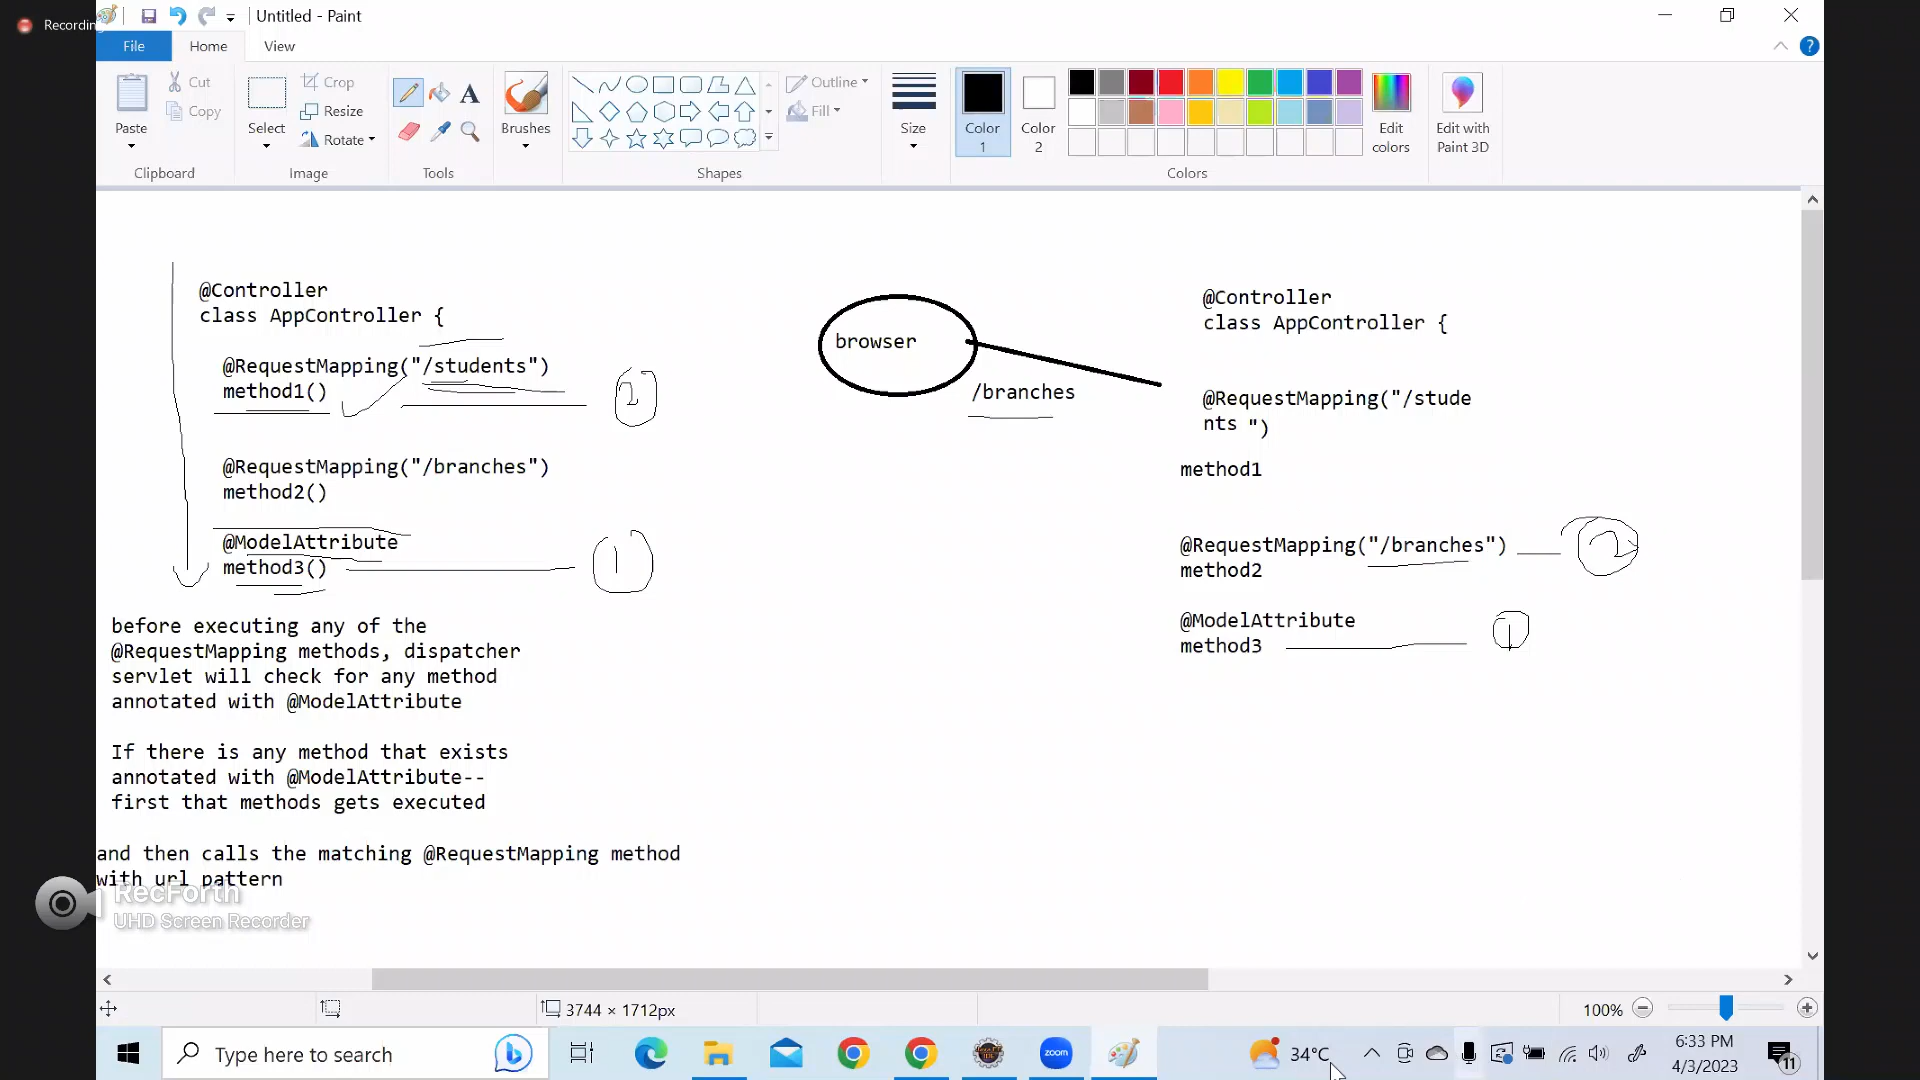 Recording
Untitled - Paint
File
Home
View
Paste
Cut
Copy
Clipboard
Select
Crop
Resize
Rotate
Image
Tools
Brushes
Shapes
Outline
Fill
Size
Color
1
Color
2
Edit
colors
Colors
Edit with
Paint 3D
@Controller
class AppController {
@RequestMapping("/students")
method1()
2
@RequestMapping("/branches")
method2()
@ModelAttribute
method3()
1
before executing any of the
@RequestMapping methods, dispatcher
servlet will check for any method
annotated with @ModelAttribute
If there is any method that exists
annotated with @ModelAttribute--
first that methods gets executed
and then calls the matching @RequestMapping method
with url pattern
browser
/branches
@Controller
class AppController {
@RequestMapping("/stude
nts ")
method1
@RequestMapping("/branches")
2
method2
@ModelAttribute
1
method3
RecForth
UHD Screen Recorder
3744 × 1712px
100%
Type here to search
zoom
34°C
6:33 PM
4/3/2023
11